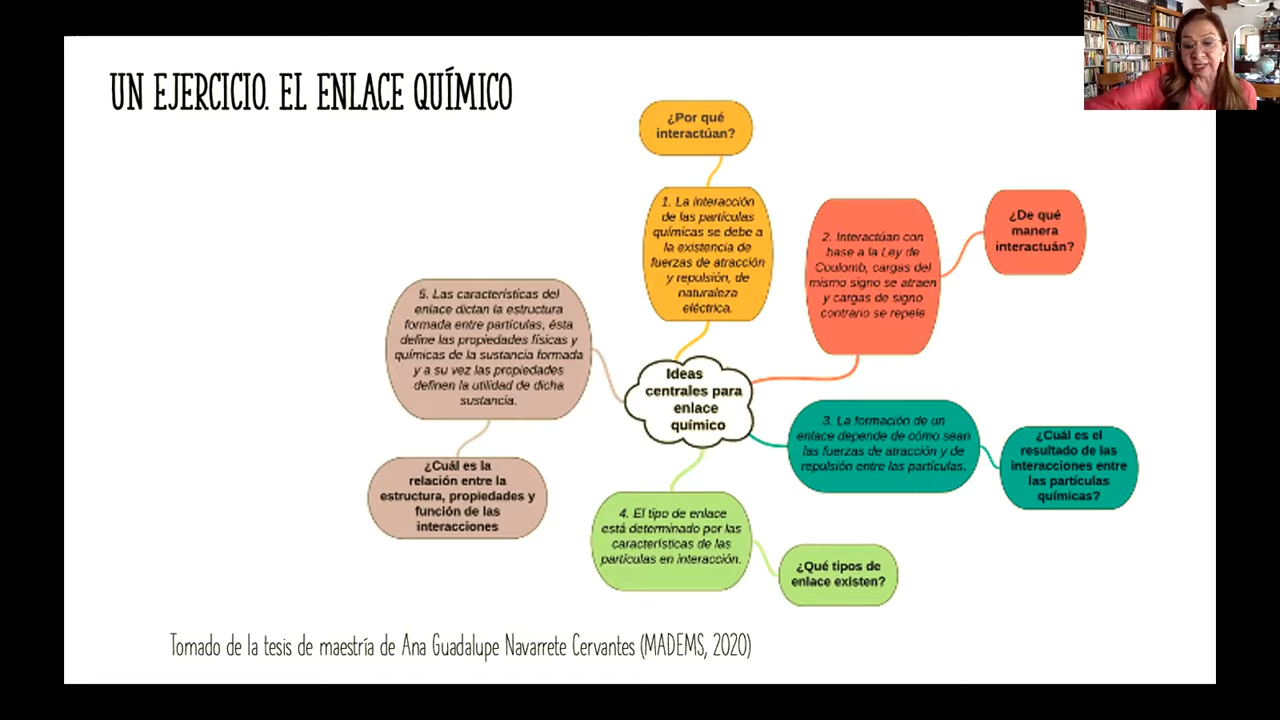 UN EJERCICIO. EL ENLACE QUÍMICO
¿Por qué
interactúan?
1. La interacción
de las partículas
químicas se debe a
la existencia de
fuerzas de atracción
y repulsión, de
naturaleza
eléctrica.
2. Interactúan con
base a la Ley de
Coulomb, cargas del
mismo signo se atraen
y cargas de signo
contrario se repele
¿De qué
manera
interactuán?
5. Las características del
enlace dictan la estructura
formada entre partículas, ésta
define las propiedades físicas y
químicas de la sustancia formada
y a su vez las propiedades
definen la utilidad de dicha
sustancia.
Ideas
centrales para
enlace
químico
3. La formación de un
enlace depende de cómo sean
las fuerzas de atracción y de
repulsión entre las partículas.
¿Cuál es el
resultado de las
interacciones entre
las partículas
químicas?
¿Cuál es la
relación entre la
estructura, propiedades y
función de las
interacciones
4. El tipo de enlace
está determinado por las
características de las
partículas en interacción.
¿Qué tipos de
enlace existen?
Tomado de la tesis de maestría de Ana Guadalupe Navarrete Cervantes (MADEMS, 2020)